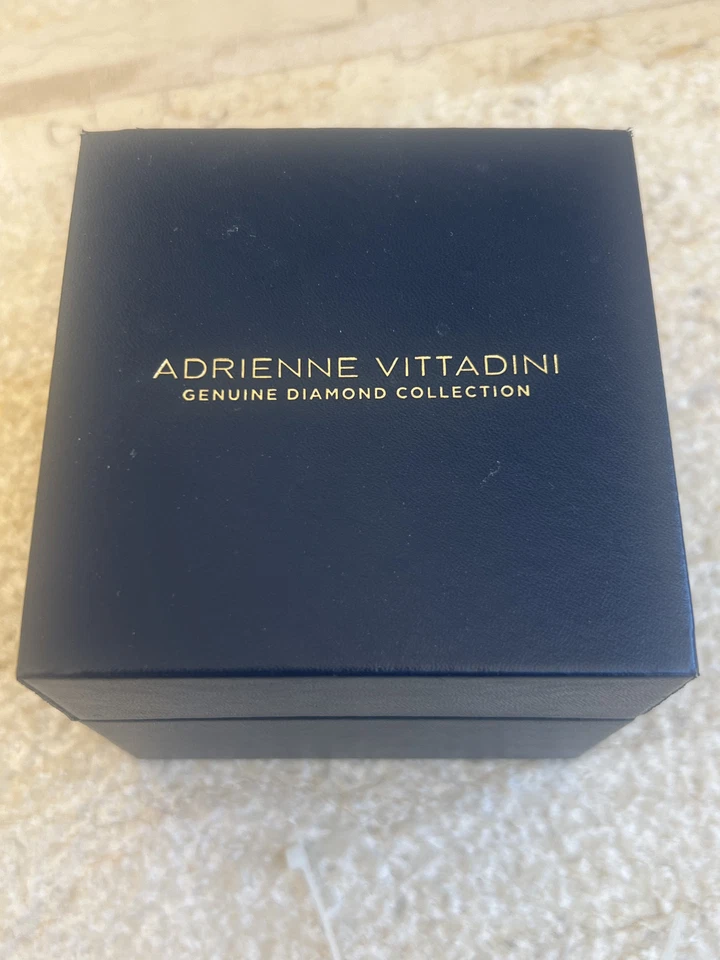 ADRIENNE VITTADINI
GENUINE DIAMOND COLLECTION